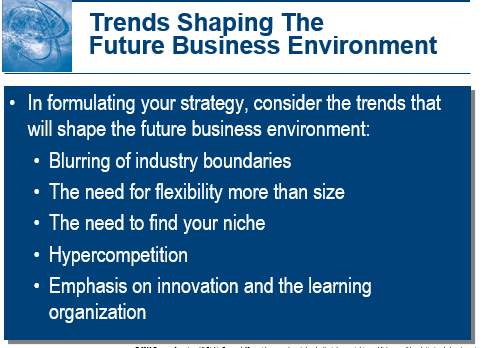 Trends Shaping The
Future Business Environment
• In formulating your strategy, consider the trends that
will shape the future business environment:
• Blurring of industry boundaries
• The need for flexibility more than size
• The need to find your niche
• Hypercompetition
• Emphasis on innovation and the learning
organization